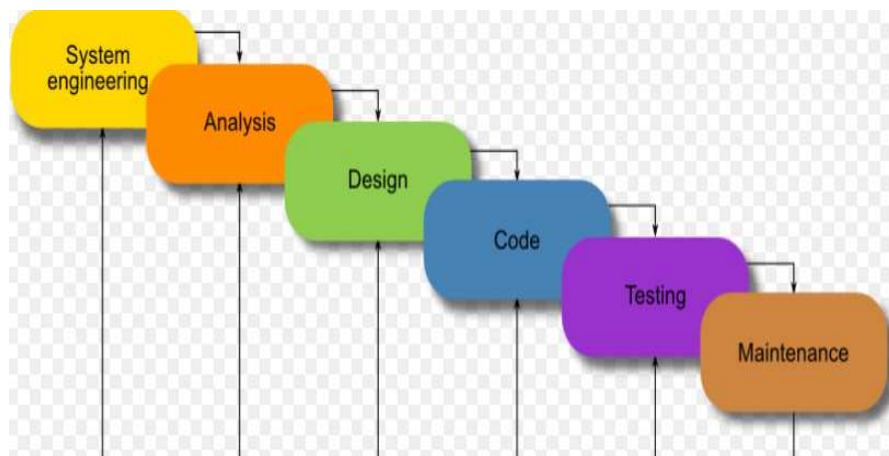 System
engineering
Analysis
Design
Code
Testing
Maintenance